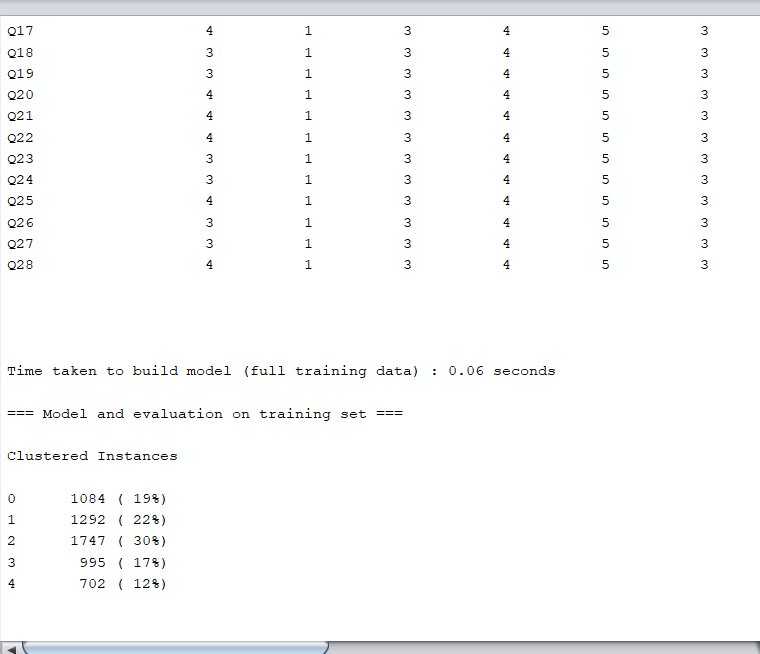 Q17 4 1 3 4 5 3
Q18 3 1 3 4 5 3
Q19 3 1 3 4 5 3
Q20 4 1 3 4 5 3
Q21 4 1 3 4 5 3
Q22 4 1 3 4 5 3
Q23 3 1 3 4 5 3
Q24 3 1 3 4 5 3
Q25 4 1 3 4 5 3
Q26 3 1 3 4 5 3
Q27 3 1 3 4 5 3
Q28 4 1 3 4 5 3
Time taken to build model (full training data) : 0.06 seconds
=== Model and evaluation on training set ===
Clustered Instances
0 1084 ( 19%)
1 1292 ( 22%)
2 1747 ( 30%)
3 995 ( 17%)
4 702 ( 12%)